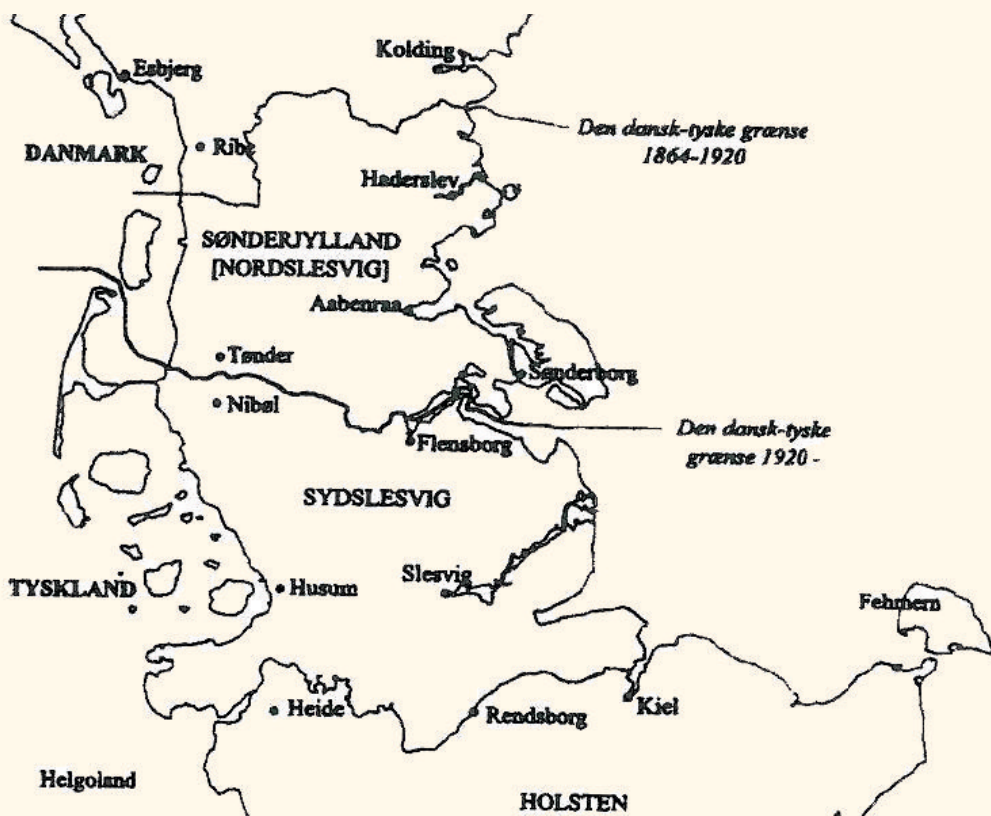 Kolding
Esbjerg
Den dansk-tyske grænse
1864-1920
DANMARK
Ribe
Haderslev
SØNDERJYLLAND
[NORDSLESVIG]
Aabenraa
Tønder
Sønderborg
Nibøl
Den dansk-tyske
grænse 1920 -
Flensborg
SYDSLESVIG
Slesvig
TYSKLAND
Husum
Fehmern
Heide
Rendsborg
Kiel
Helgoland
HOLSTEN